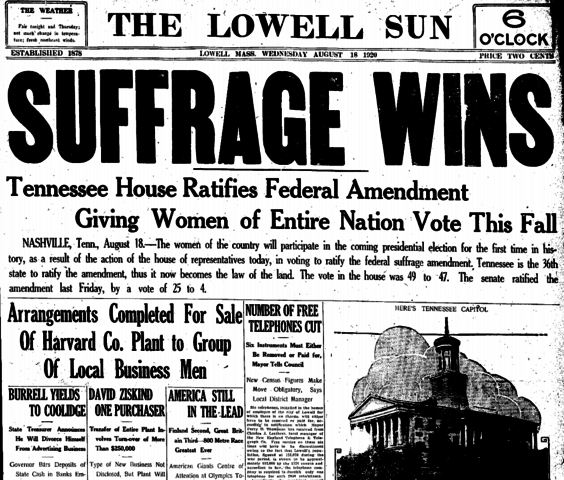 THE WEATHER
Fair tonight and Thursday;
not much change in tempera-
ture; fresh northeast winds.
THE LOWELL SUN
6
O'CLOCK
ESTABLISHED 1878
LOWELL MASS. WEDNESDAY AUGUST 18 1920
PRICE TWO CENTS
SUFFRAGE WINS
Tennessee House Ratifies Federal Amendment
Giving Women of Entire Nation Vote This Fall
NASHVILLE, Tenn., August 18.—The women of the country will participate in the coming presidential election for the first time in his-
tory, as a result of the action of the house of representatives today, in voting to ratify the federal suffrage amendment. Tennessee is the 36th
state to ratify the amendment, thus it now becomes the law of the land. The vote in the house was 49 to 47. The senate ratified the
amendment last Friday, by a vote of 25 to 4.
Arrangements Completed For Sale
Of Harvard Co. Plant to Group
Of Local Business Men
BURRELL YIELDS
TO COOLIDGE
State Treasurer Announces
He Will Divorce Himself
From Advertising Business
Governor Bars Deposits of
State Cash in Banks Em-
DAVID ZISKIND
ONE PURCHASER
Transfer of Entire Plant In-
volves Turn-over of More
Than $250,000
Type of New Business Not
Disclosed, But Plant Will
AMERICA STILL
IN THE LEAD
Finland Second, Great Brit-
ain Third—800 Metre Race
Greatest Ever
American Giants Centre of
Attention at Olympics To-
NUMBER OF FREE
TELEPHONES CUT
Six Instruments Must Either
Be Removed or Paid for,
Mayor Tells Council
New Census Figures Make
Move Obligatory, Says
Local District Manager
HERE'S TENNESSEE CAPITOL